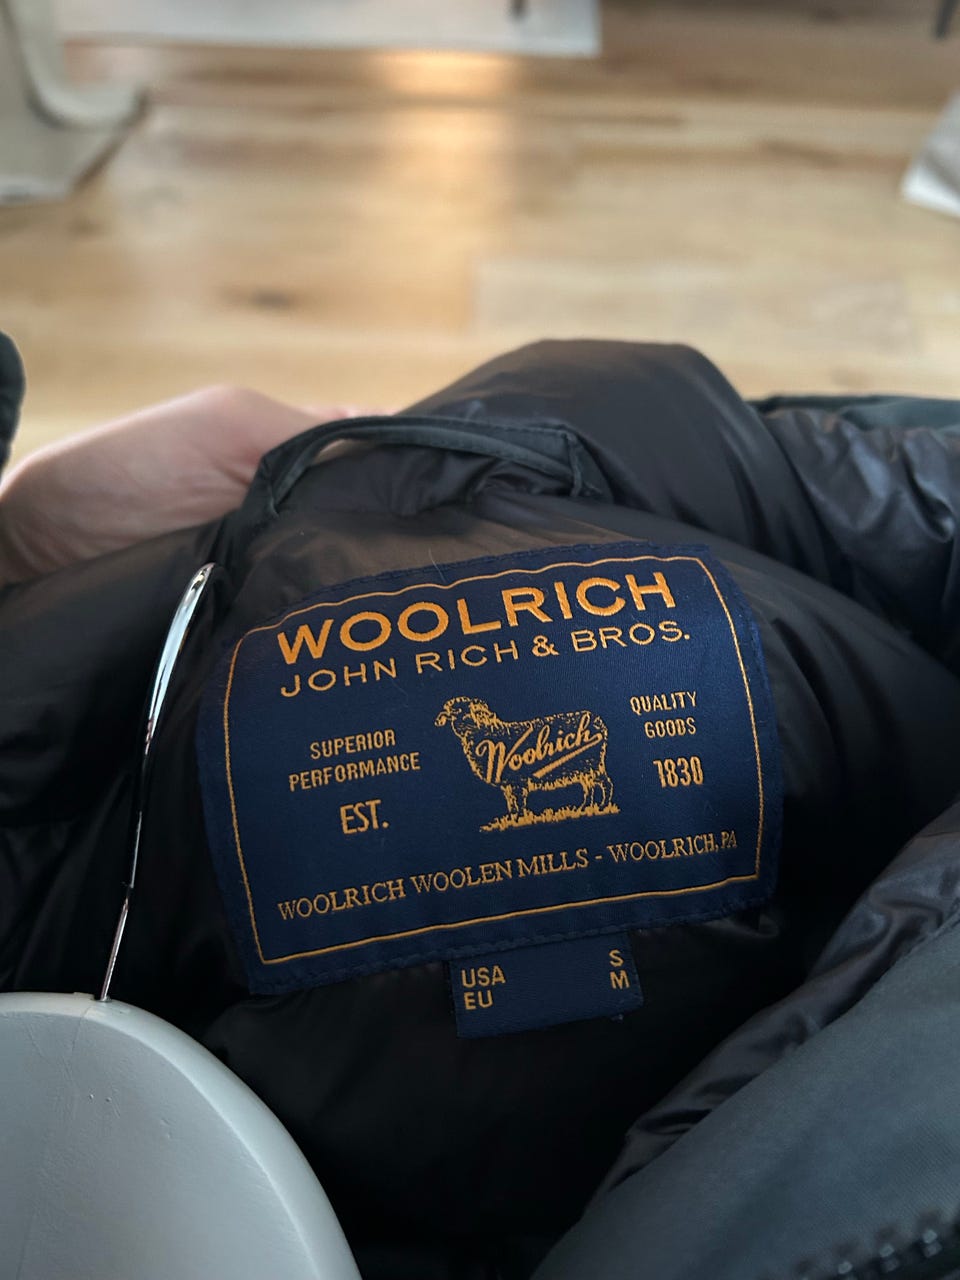 WOOLRICH
JOHN RICH & BROS.
SUPERIOR
PERFORMANCE
EST.
Woolrich
QUALITY
GOODS
1830
WOOLRICH WOOLEN MILLS - WOOLRICH, PA
USA S
EU M